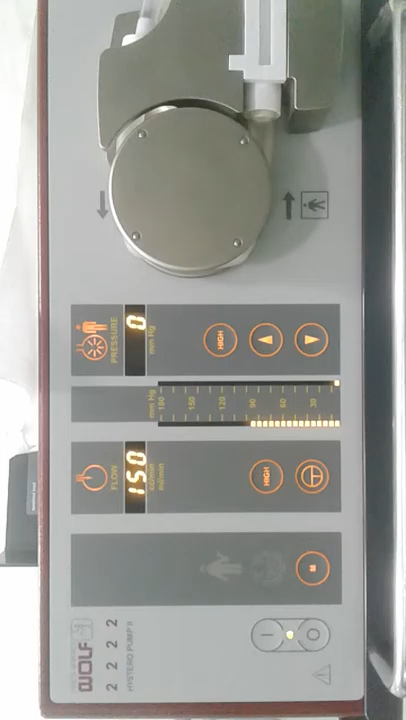 WOLF
2222
HYSTERO PUMP II
M
FLOW
150
ml/min
HIGH
mm Hg
180
150
120
90
60
30
PRESSURE
0
mm Hg
HIGH